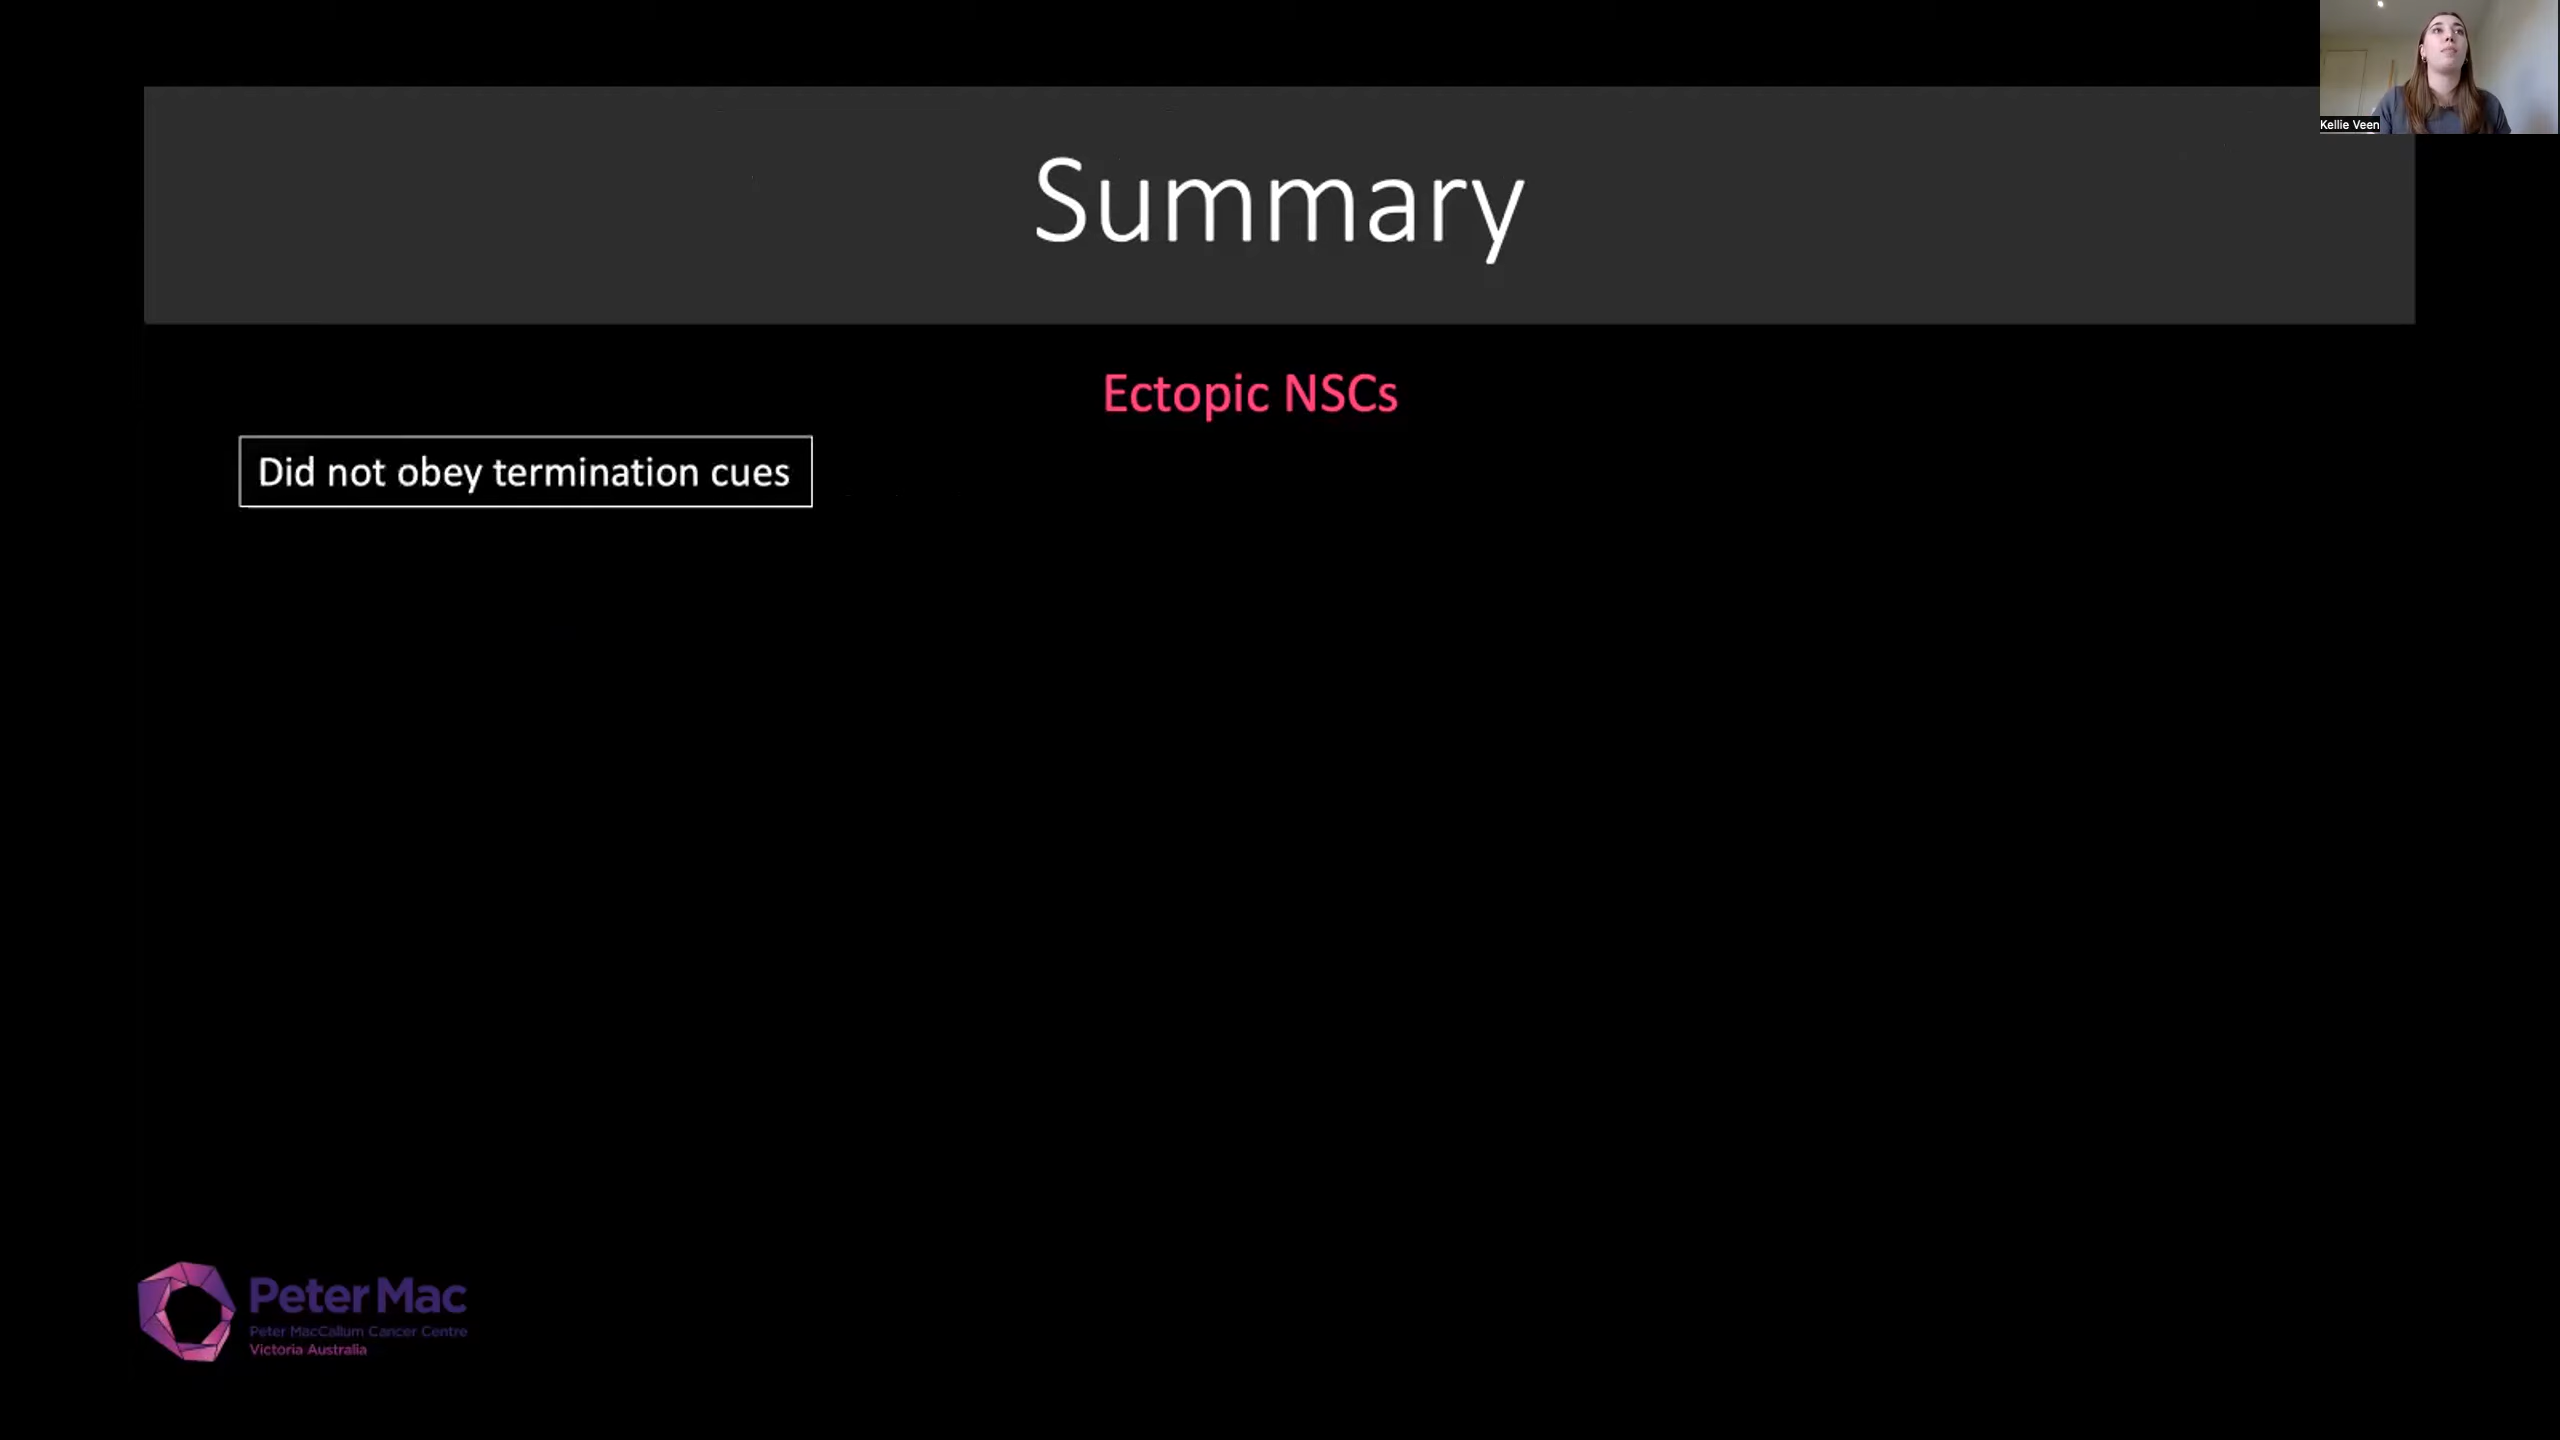 Kellie Veen
Summary
Ectopic NSCs
Did not obey termination cues
Peter Mac
Peter MacCallum Cancer Centre
Victoria Australia